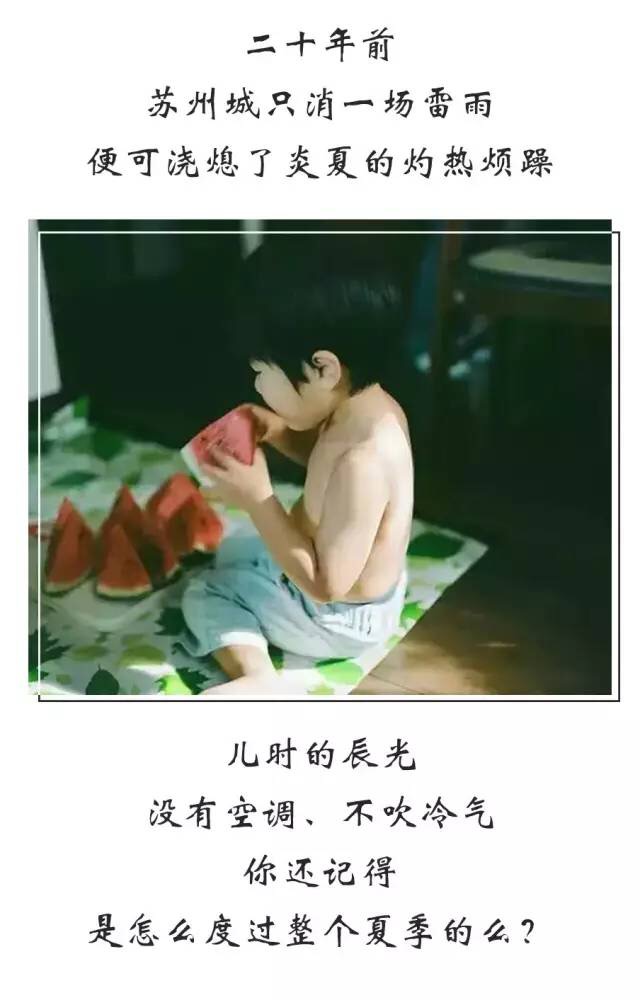 二十年前
苏州城只消一场雷雨
便可浇熄了炎夏的灼热烦躁
儿时的辰光
没有空调、不吹冷气
你还记得
是怎么度过整个夏季的么？